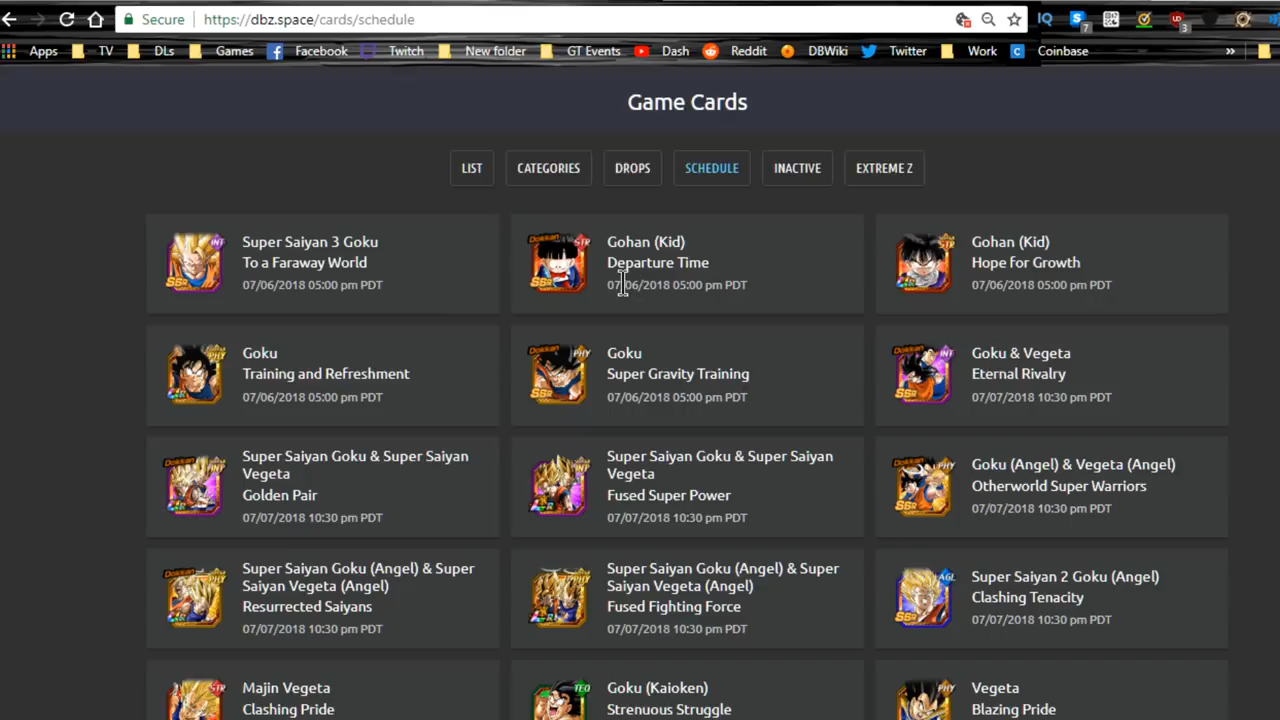 Secure https://dbz.space/cards/schedule
Apps TV DLs Games Facebook Twitch New folder GT Events Dash Reddit DBWiki Twitter Work Coinbase »
Game Cards
LIST CATEGORIES DROPS SCHEDULE INACTIVE EXTREME Z
Super Saiyan 3 Goku
To a Faraway World
07/06/2018 05:00 pm PDT
Gohan (Kid)
Departure Time
07/06/2018 05:00 pm PDT
Gohan (Kid)
Hope for Growth
07/06/2018 05:00 pm PDT
Goku
Training and Refreshment
07/06/2018 05:00 pm PDT
Goku
Super Gravity Training
07/06/2018 05:00 pm PDT
Goku & Vegeta
Eternal Rivalry
07/07/2018 10:30 pm PDT
Super Saiyan Goku & Super Saiyan
Vegeta
Golden Pair
07/07/2018 10:30 pm PDT
Super Saiyan Goku & Super Saiyan
Vegeta
Fused Super Power
07/07/2018 10:30 pm PDT
Goku (Angel) & Vegeta (Angel)
Otherworld Super Warriors
07/07/2018 10:30 pm PDT
Super Saiyan Goku (Angel) & Super
Saiyan Vegeta (Angel)
Resurrected Saiyans
07/07/2018 10:30 pm PDT
Super Saiyan Goku (Angel) & Super
Saiyan Vegeta (Angel)
Fused Fighting Force
07/07/2018 10:30 pm PDT
Super Saiyan 2 Goku (Angel)
Clashing Tenacity
07/07/2018 10:30 pm PDT
Majin Vegeta
Clashing Pride
Goku (Kaioken)
Strenuous Struggle
Vegeta
Blazing Pride